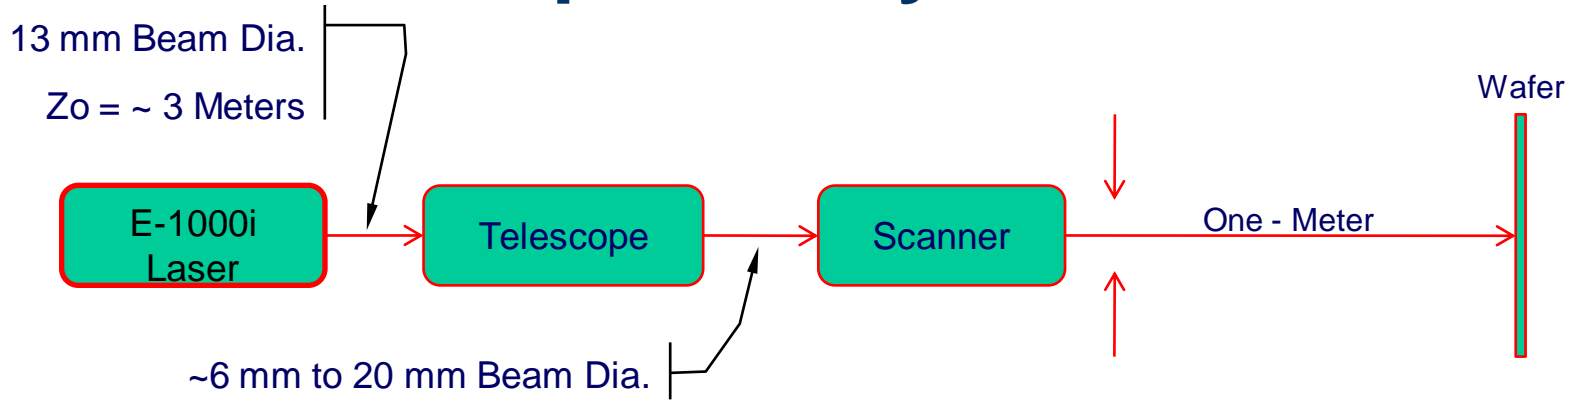 13 mm Beam Dia.
Zo = ~ 3 Meters
Wafer
E-1000i
Laser
Telescope
Scanner
One - Meter
~6 mm to 20 mm Beam Dia.